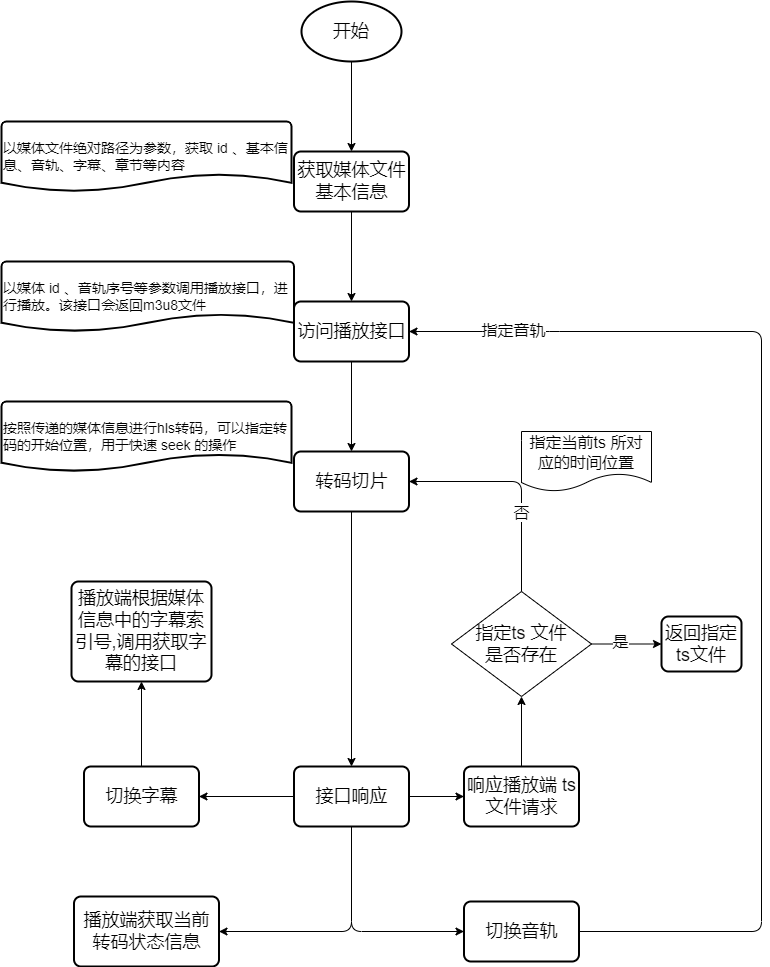 开始
以媒体文件绝对路径为参数，获取 id 、基本信
息、音轨、字幕、章节等内容
获取媒体文件
基本信息
以媒体 id 、音轨序号等参数调用播放接口，进
行播放。该接口会返回m3u8文件
访问播放接口
指定音轨
按照传递的媒体信息进行hls转码，可以指定转
码的开始位置，用于快速 seek 的操作
转码切片
指定当前ts 所对
应的时间位置
否
播放端根据媒体
信息中的字幕索
引号,调用获取字
幕的接口
指定ts 文件
是否存在
是
返回指定
ts文件
切换字幕
接口响应
响应播放端 ts
文件请求
播放端获取当前
转码状态信息
切换音轨